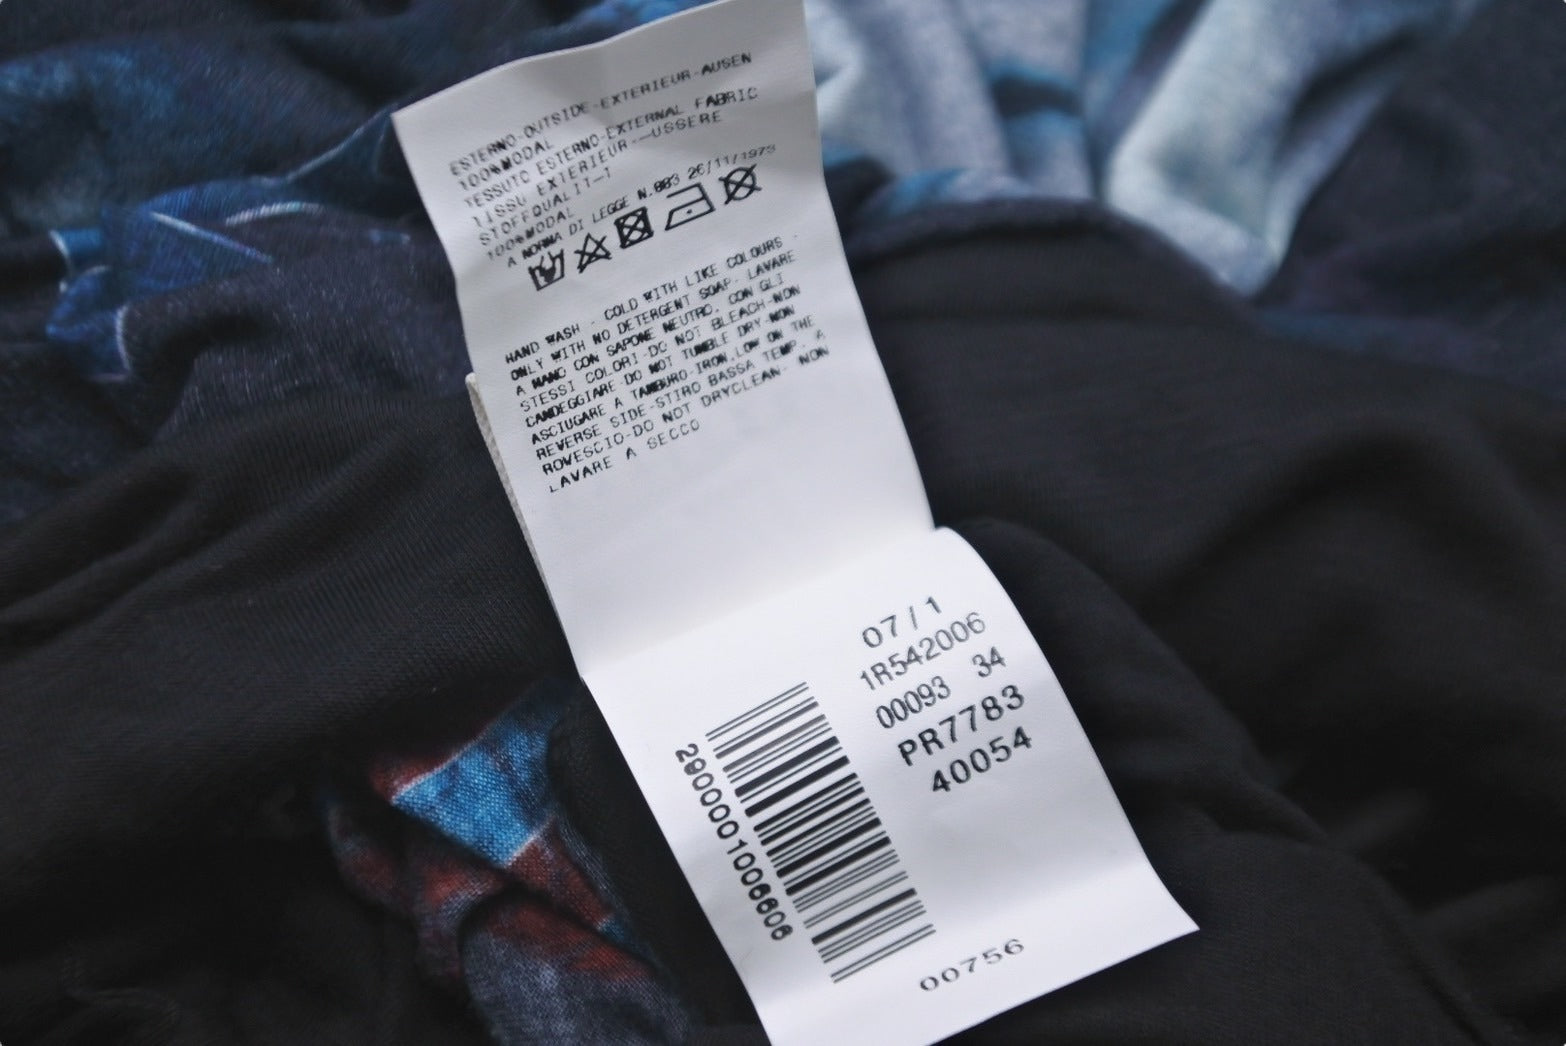 ESTERNO-OUTSIDE-EXTERIEUR-AUSEN
100%MODAL
TESSUTO ESTERNO-EXTERNAL FABRIC
TISSU EXTERIEUR--USSERE
STOFFQUALIT-T
100%MODAL
A NORMA DI LEGGE N.883 26/11/1973
HAND WASH . COLD WITH LIKE COLOURS -
ONLY WITH NO DETERGENT SOAP- LAVARE
A MANO CON SAPONE NEUTRO, CON GLI
STESSI COLORI-DO NOT BLEACH-NON
CANDEGGIARE-DO NOT TUMBLE DRY-NON
ASCIUGARE A TAMBURO-IRON,LOW ON THE
REVERSE SIDE-STIRO BASSA TEMP. A
ROVESCIO-DO NOT DRYCLEAN- NON
LAVARE A SECCO
07/1
1R542006
00093 34
PR7783
40054
2900001006606
00756